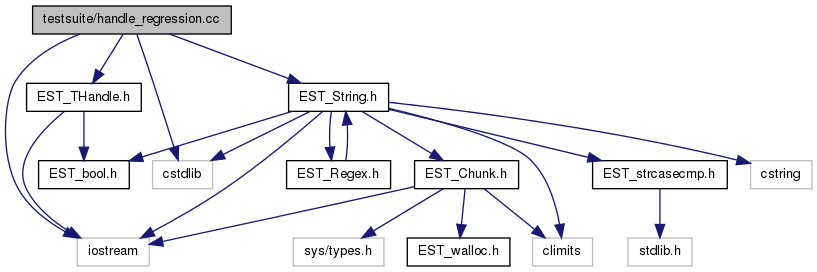 testsuite/handle_regression.cc
EST_THandle.h
EST_String.h
EST_bool.h
cstdlib
EST_Regex.h
EST_Chunk.h
EST_strcasecmp.h
cstring
iostream
sys/types.h
EST_walloc.h
climits
stdlib.h